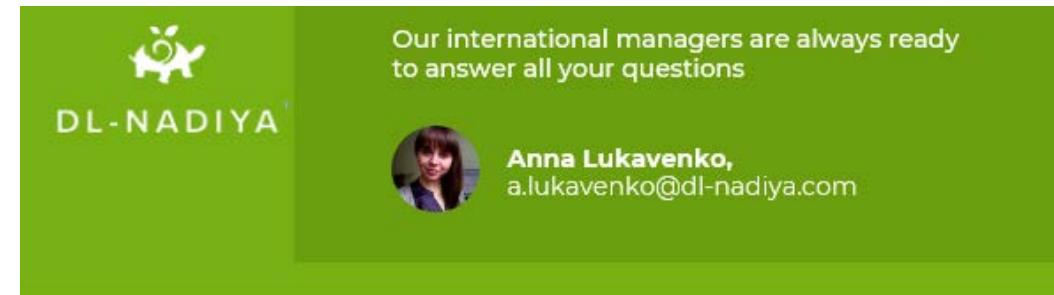 DL-NADIYA
Our international managers are always ready
to answer all your questions
Anna Lukavenko,
a.lukavenko@dl-nadiya.com